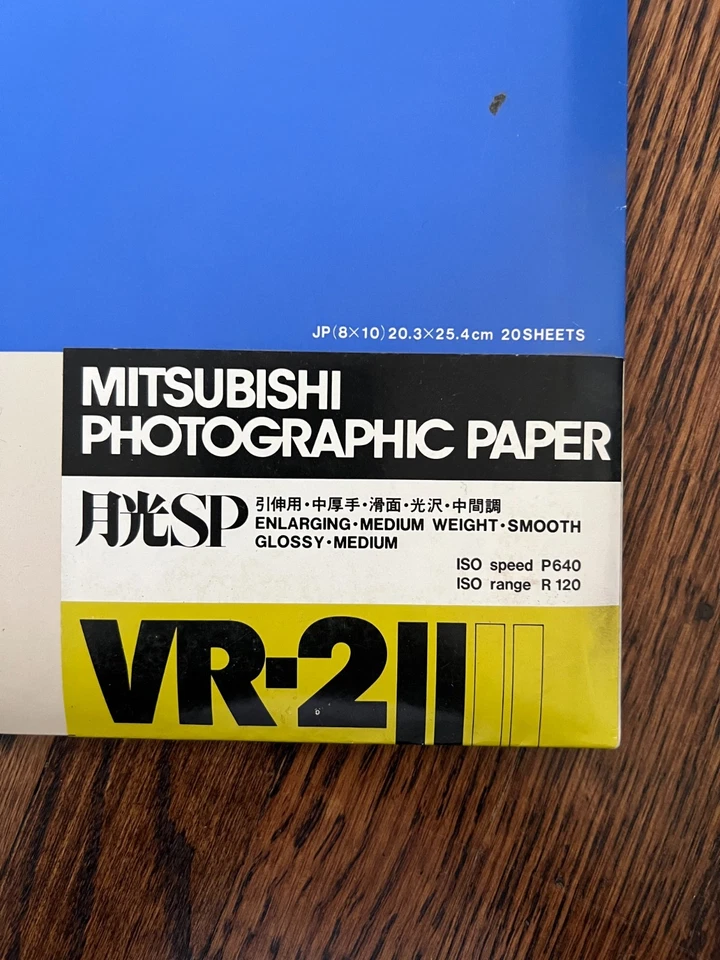 JP(8×10)20.3×25.4cm 20SHEETS
MITSUBISHI
PHOTOGRAPHIC PAPER
月光SP
引伸用・中厚手・滑面・光沢・中間調
ENLARGING・MEDIUM WEIGHT・SMOOTH
GLOSSY・MEDIUM
ISO speed P640
ISO range R120
VR-2
b